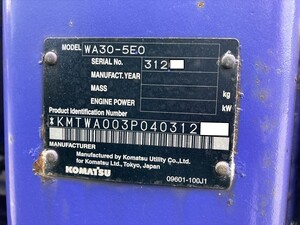 MODEL WA30-5E0
SERIAL No. 312
MANUFACT. YEAR
MASS kg
ENGINE POWER kW
Product Identification Number
*KMTWA003P040312
MANUFACTURER
Manufactured by Komatsu Utility Co.,Ltd.
for Komatsu Ltd., Tokyo, Japan
KOMATSU
09601-100J1